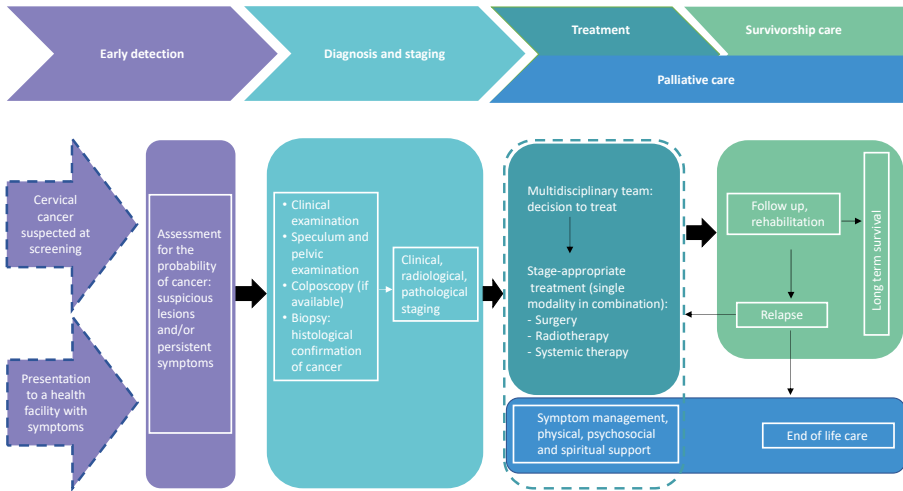 Early detection
Diagnosis and staging
Treatment
Survivorship care
Palliative care
Cervical
cancer
suspected at
screening
Presentation
to a health
facility with
symptoms
Assessment
for the
probability
of cancer:
suspicious
lesions
and/or
persistent
symptoms
• Clinical
examination
• Speculum and
pelvic
examination
• Colposcopy (if
available)
• Biopsy:
histological
confirmation
of cancer
Clinical,
radiological,
pathological
staging
Multidisciplinary team:
decision to treat
Stage-appropriate
treatment (single
modality in combination):
- Surgery
- Radiotherapy
- Systemic therapy
Follow up,
rehabilitation
Long term survival
Relapse
Symptom management,
physical, psychosocial
and spiritual support
End of life care